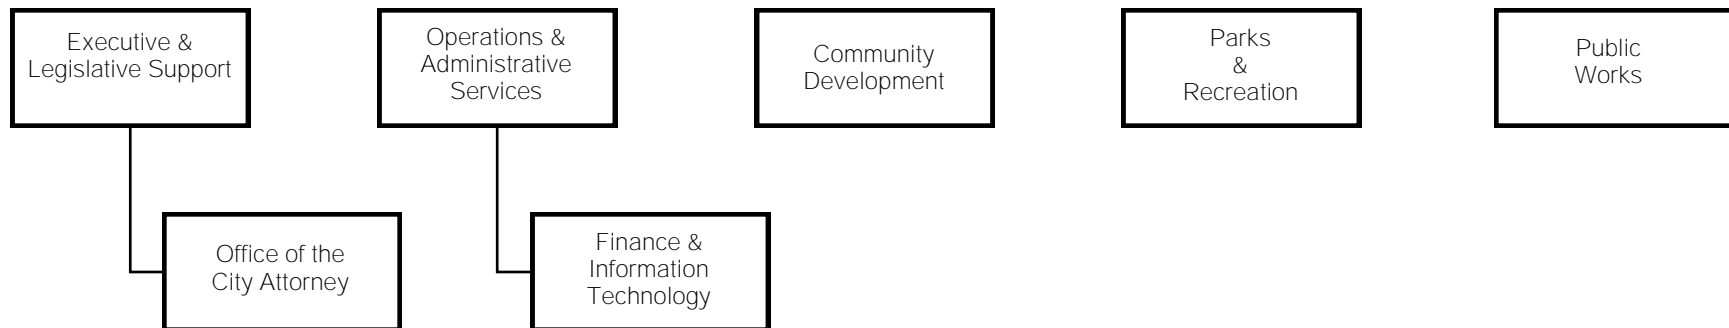 Executive &
Legislative Support
Operations &
Administrative
Services
Community
Development
Parks
&
Recreation
Public
Works
Office of the
City Attorney
Finance &
Information
Technology